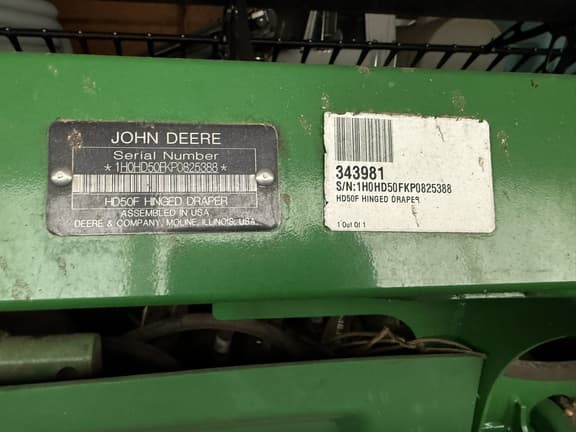 JOHN DEERE
Serial Number
*1H0HD50FKP0825388*
HD50F HINGED DRAPER
ASSEMBLED IN USA
DEERE & COMPANY, MOLINE, ILLINOIS, USA
343981
S/N:1H0HD50FKP0825388
HD50F HINGED DRAPER
1 Out Of 1